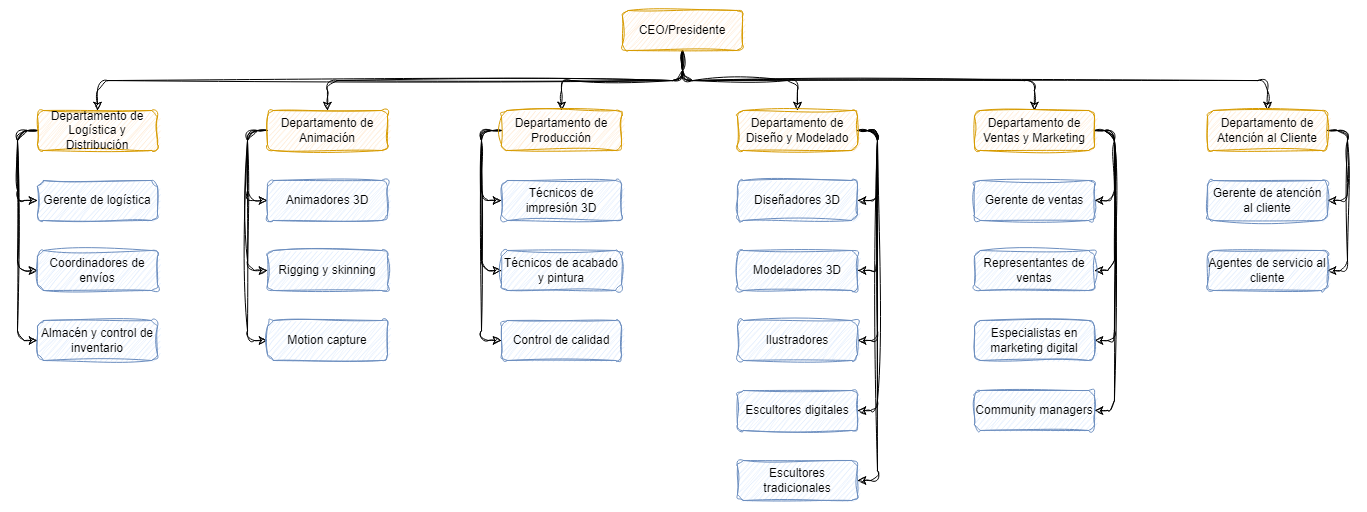 CEO/Presidente
Departamento de
Logística y
Distribución
Departamento de
Animación
Departamento de
Producción
Departamento de
Diseño y Modelado
Departamento de
Ventas y Marketing
Departamento de
Atención al Cliente
Gerente de logística
Animadores 3D
Técnicos de
impresión 3D
Diseñadores 3D
Gerente de ventas
Gerente de atención
al cliente
Coordinadores de
envíos
Rigging y skinning
Técnicos de acabado
y pintura
Modeladores 3D
Representantes de
ventas
Agentes de servicio al
cliente
Almacén y control de
inventario
Motion capture
Control de calidad
Ilustradores
Especialistas en
marketing digital
Escultores digitales
Community managers
Escultores
tradicionales